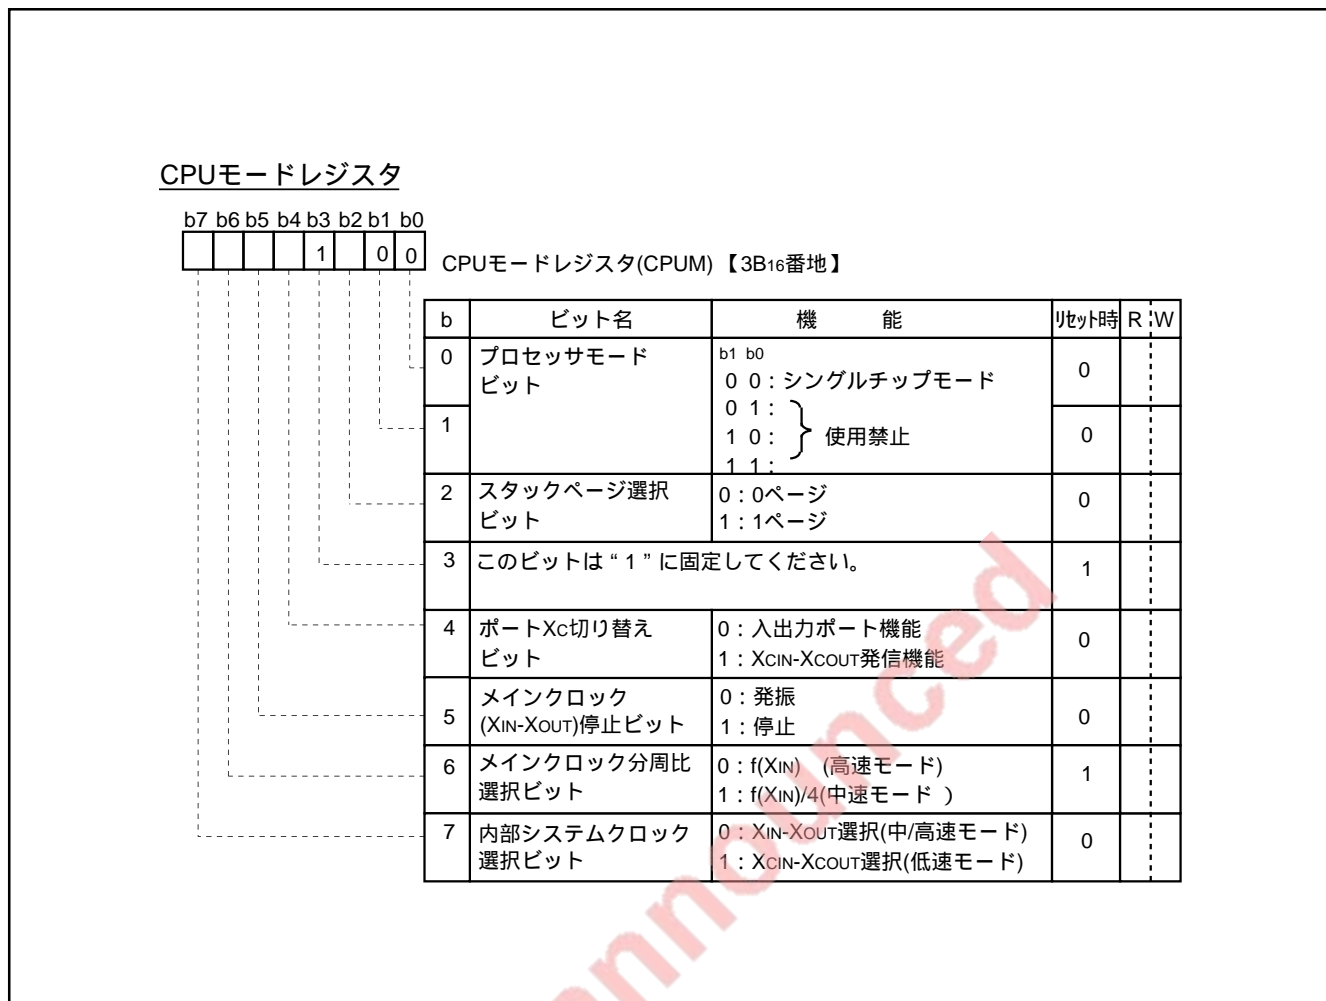 CPUモードレジスタ
b7 b6 b5 b4 b3 b2 b1 b0
1 0 0
CPUモードレジスタ(CPUM)【3B16番地】
b ビット名 機 能 リセット時 R W
0 プロセッサモード
ビット
b1 b0
0 0：シングルチップモード
0 1：
1 0： 使用禁止
1 1：
0
1
0
2 スタックページ選択
ビット
0：0ページ
1：1ページ
0
3 このビットは“1”に固定してください。 1
4 ポートXC切り替え
ビット
0：入出力ポート機能
1：XCIN-XCOUT発信機能
0
5 メインクロック
(XIN-XOUT)停止ビット
0：発振
1：停止
0
6 メインクロック分周比
選択ビット
0：f(XIN) (高速モード)
1：f(XIN)/4(中速モード )
1
7 内部システムクロック
選択ビット
0：XIN-XOUT選択(中/高速モード)
1：XCIN-XCOUT選択(低速モード)
0